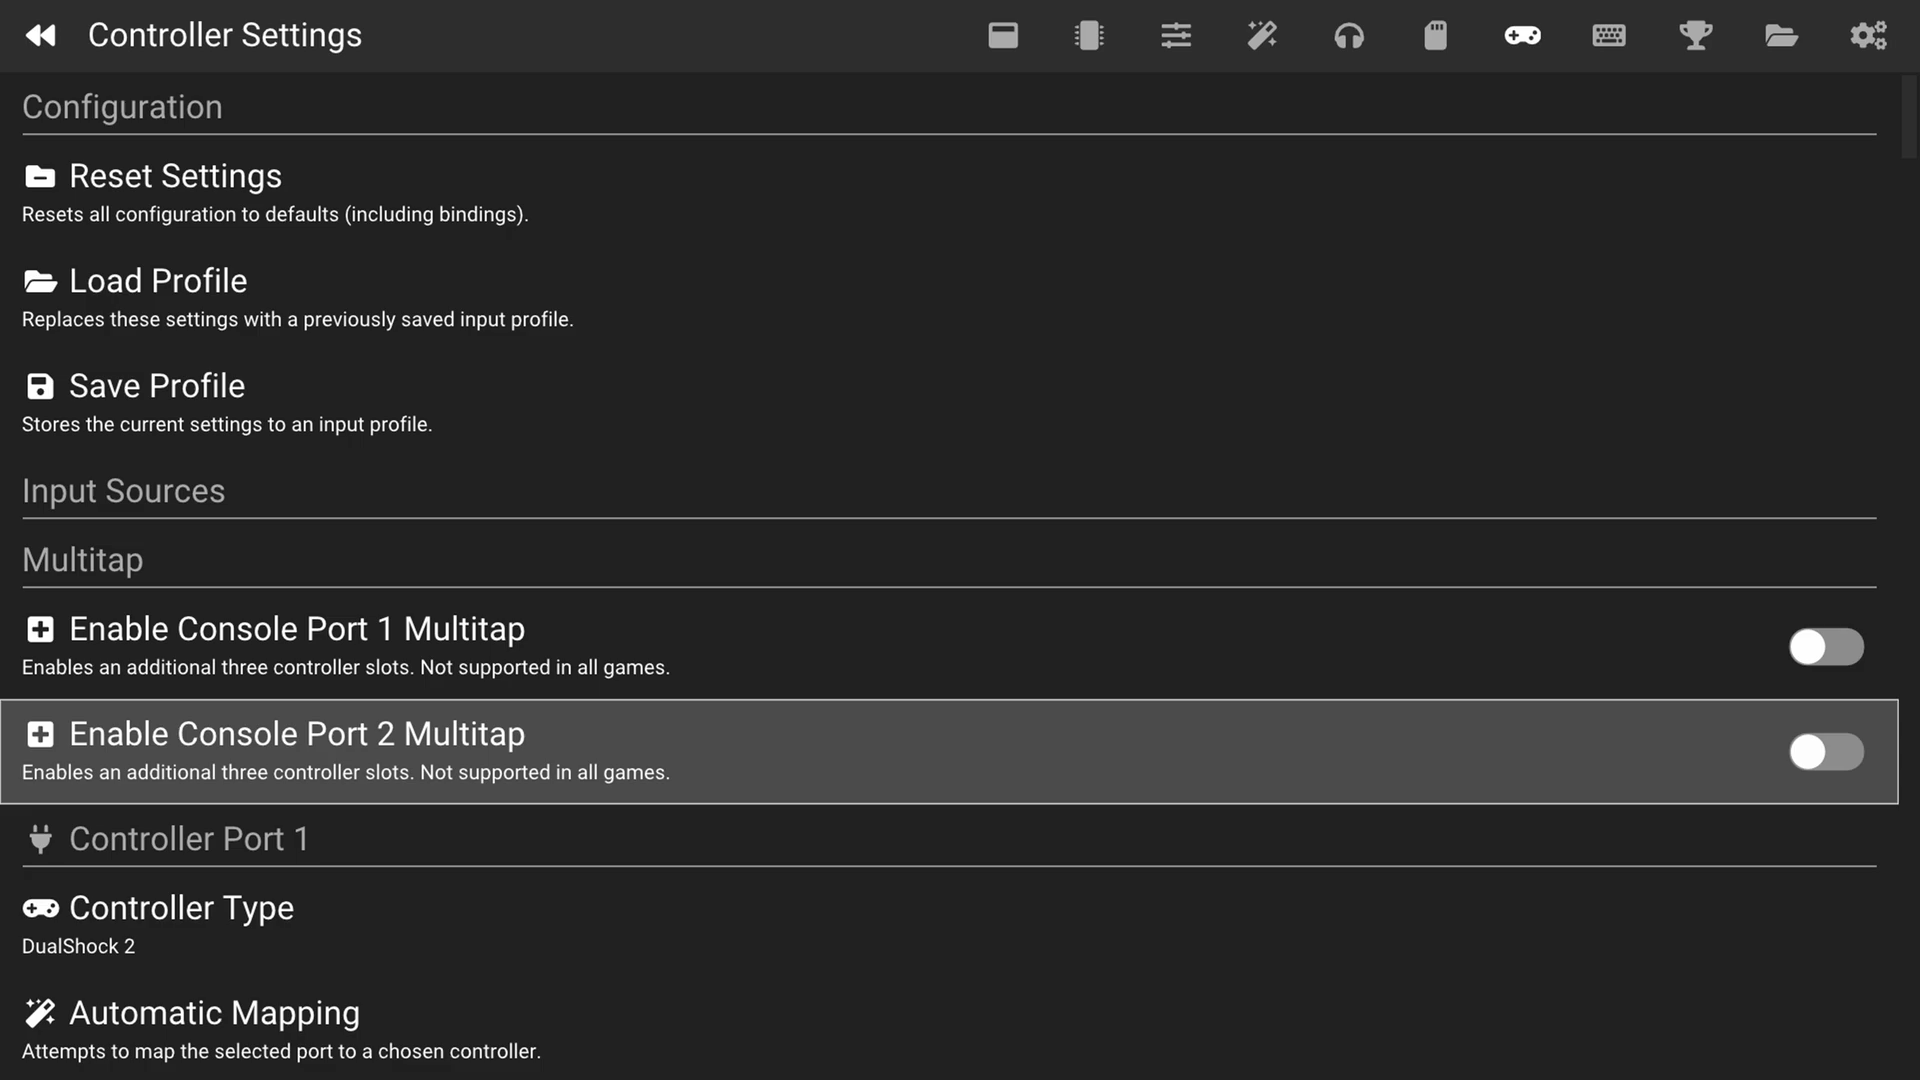 Controller Settings
Configuration
Reset Settings
Resets all configuration to defaults (including bindings).
Load Profile
Replaces these settings with a previously saved input profile.
Save Profile
Stores the current settings to an input profile.
Input Sources
Multitap
Enable Console Port 1 Multitap
Enables an additional three controller slots. Not supported in all games.
Enable Console Port 2 Multitap
Enables an additional three controller slots. Not supported in all games.
Controller Port 1
Controller Type
DualShock 2
Automatic Mapping
Attempts to map the selected port to a chosen controller.